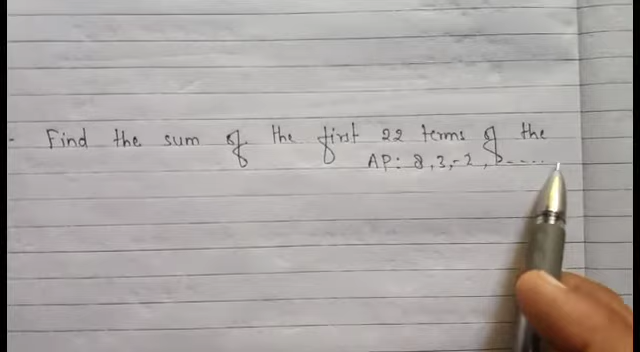 Find the sum of the first 22 terms of the
AP: 8, 3, -2, .....